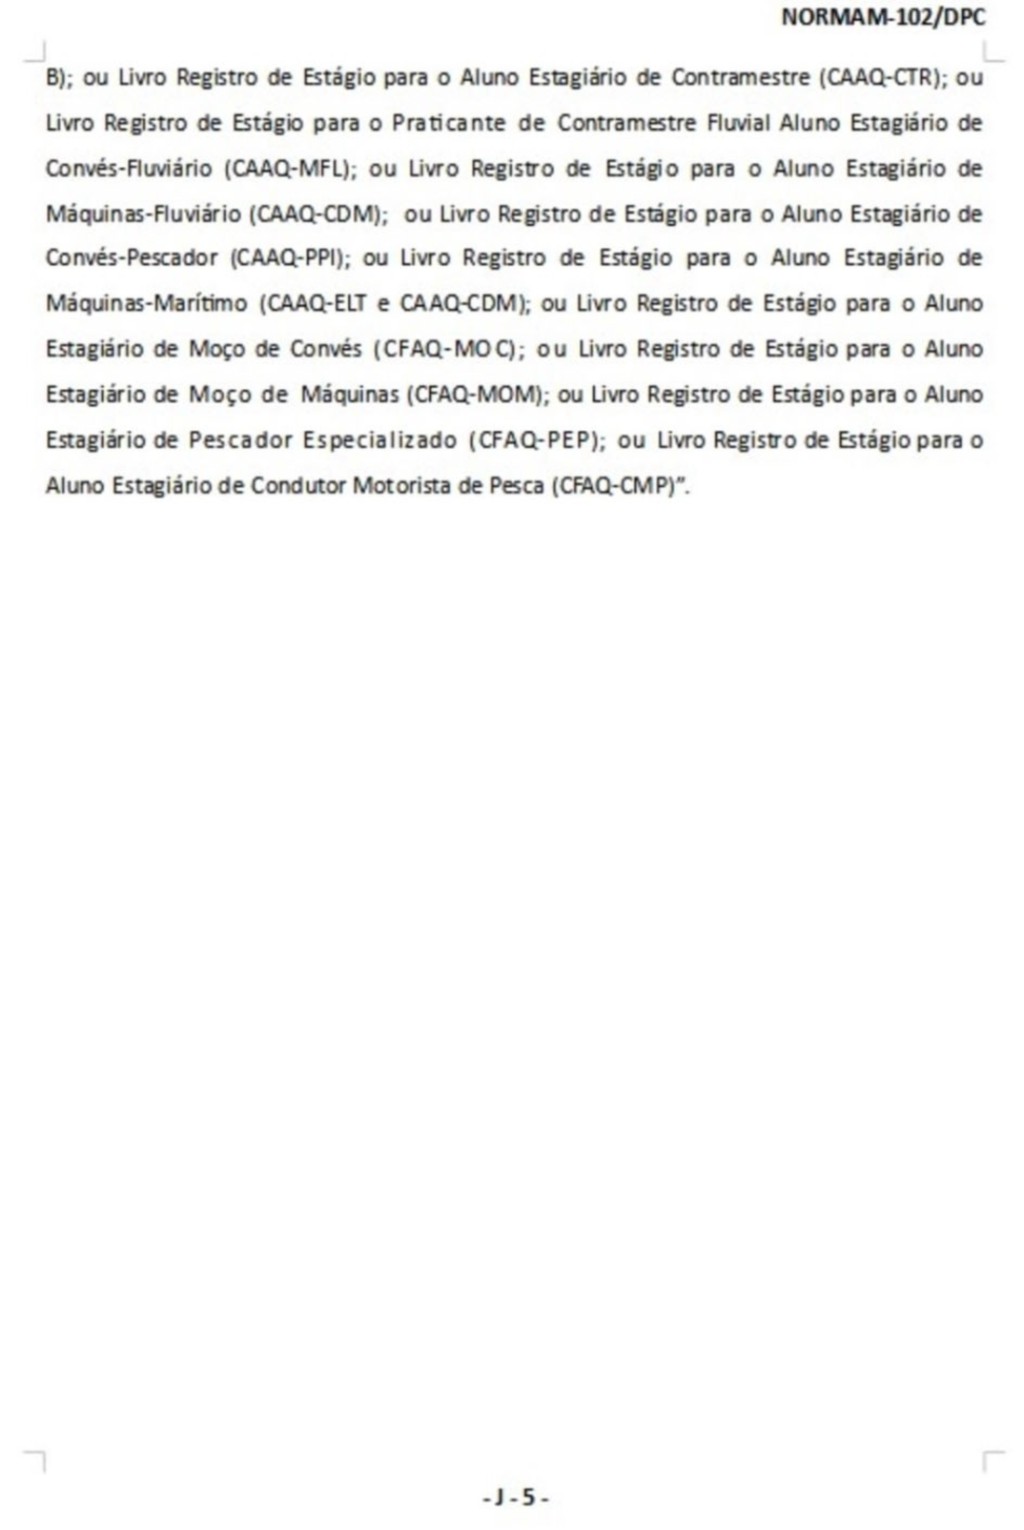 NORMAM-102/DPC
B); ou Livro Registro de Estágio para o Aluno Estagiário de Contramestre (CAAQ-CTR); ou
Livro Registro de Estágio para o Praticante de Contramestre Fluvial Aluno Estagiário de
Convés-Fluviário (CAAQ-MFL); ou Livro Registro de Estágio para o Aluno Estagiário de
Máquinas-Fluviário (CAAQ-CDM); ou Livro Registro de Estágio para o Aluno Estagiário de
Convés-Pescador (CAAQ-PPI); ou Livro Registro de Estágio para o Aluno Estagiário de
Máquinas-Marítimo (CAAQ-ELT e CAAQ-CDM); ou Livro Registro de Estágio para o Aluno
Estagiário de Moço de Convés (CFAQ-MOC); ou Livro Registro de Estágio para o Aluno
Estagiário de Moço de Máquinas (CFAQ-MOM); ou Livro Registro de Estágio para o Aluno
Estagiário de Pescador Especializado (CFAQ-PEP); ou Livro Registro de Estágio para o
Aluno Estagiário de Condutor Motorista de Pesca (CFAQ-CMP)”.
- J - 5 -